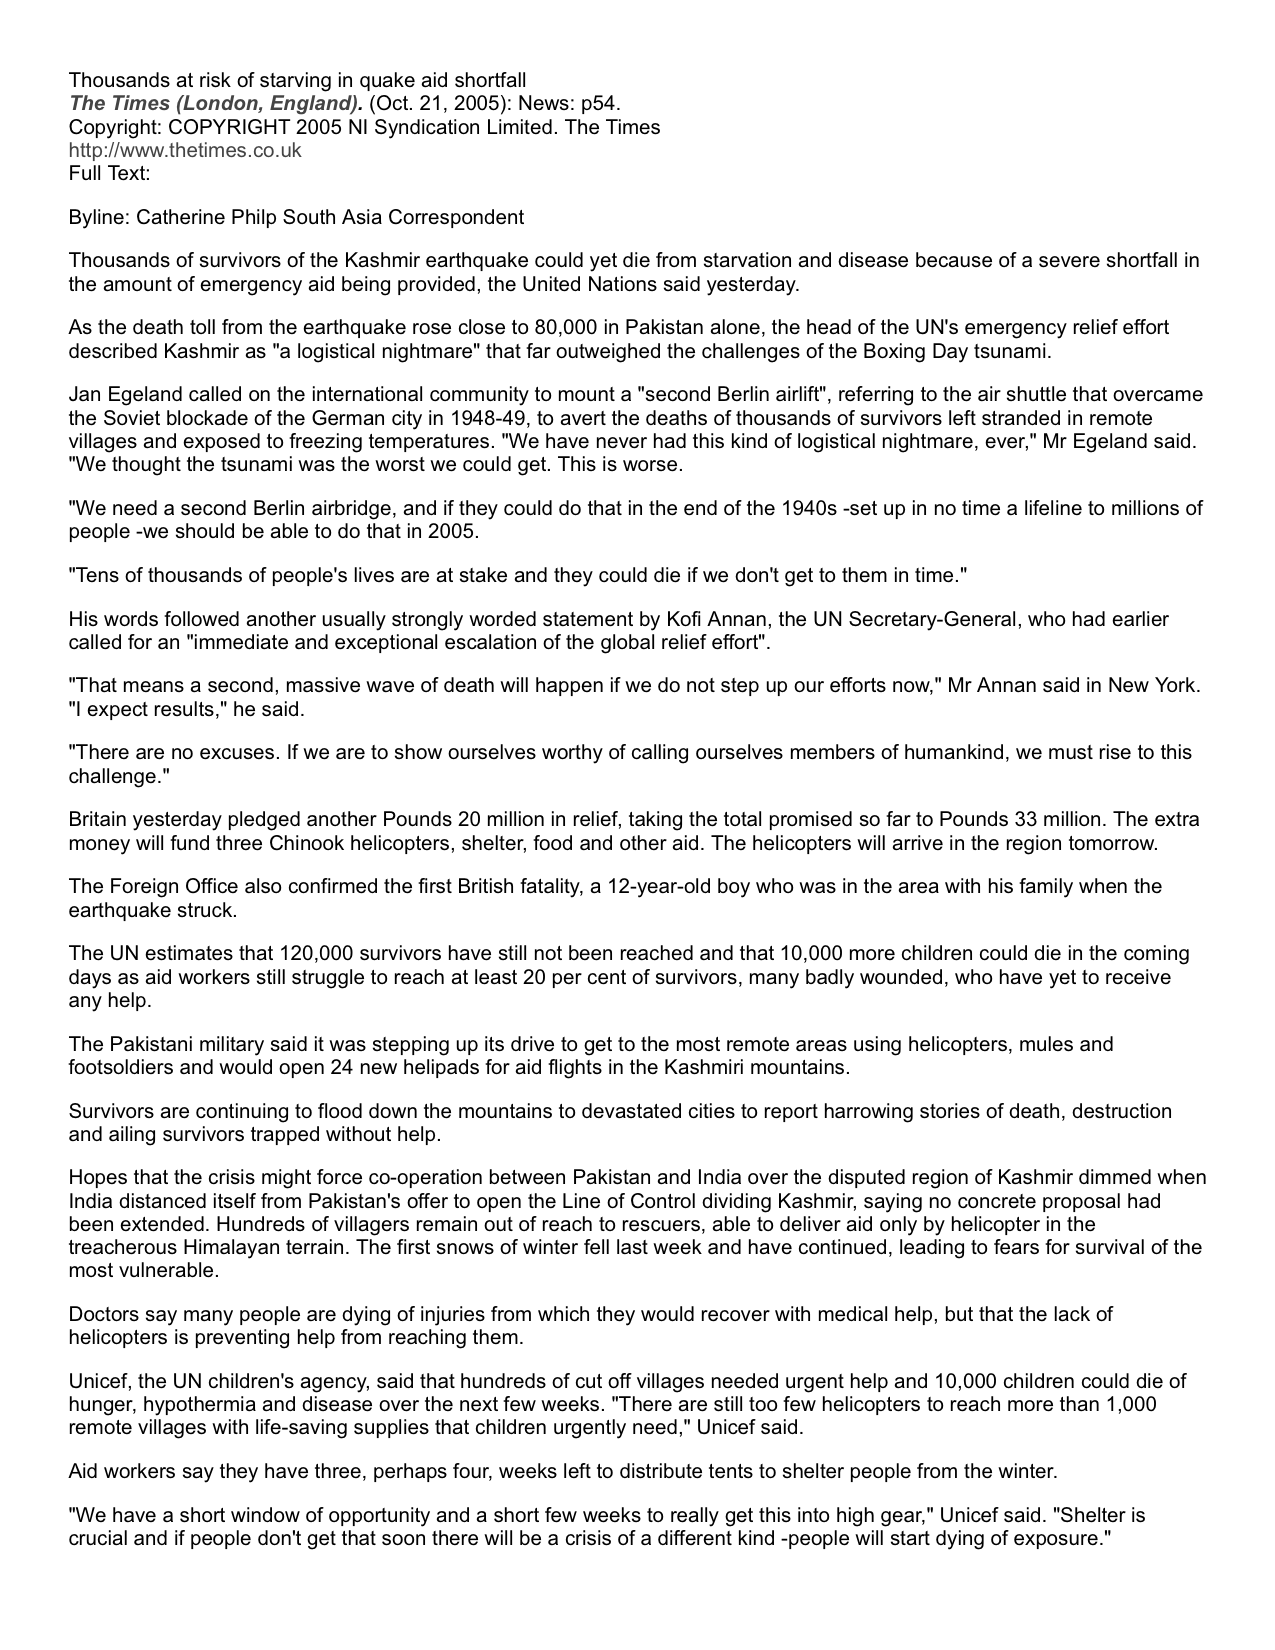 Thousands at risk of starving in quake aid shortfall
The Times (London, England). (Oct. 21, 2005): News: p54.
Copyright: COPYRIGHT 2005 NI Syndication Limited. The Times
http://www.thetimes.co.uk
Full Text:
Byline: Catherine Philp South Asia Correspondent
Thousands of survivors of the Kashmir earthquake could yet die from starvation and disease because of a severe shortfall in
the amount of emergency aid being provided, the United Nations said yesterday.
As the death toll from the earthquake rose close to 80,000 in Pakistan alone, the head of the UN's emergency relief effort
described Kashmir as "a logistical nightmare" that far outweighed the challenges of the Boxing Day tsunami.
Jan Egeland called on the international community to mount a "second Berlin airlift", referring to the air shuttle that overcame
the Soviet blockade of the German city in 1948-49, to avert the deaths of thousands of survivors left stranded in remote
villages and exposed to freezing temperatures. "We have never had this kind of logistical nightmare, ever," Mr Egeland said.
"We thought the tsunami was the worst we could get. This is worse.
"We need a second Berlin airbridge, and if they could do that in the end of the 1940s -set up in no time a lifeline to millions of
people -we should be able to do that in 2005.
"Tens of thousands of people's lives are at stake and they could die if we don't get to them in time."
His words followed another usually strongly worded statement by Kofi Annan, the UN Secretary-General, who had earlier
called for an "immediate and exceptional escalation of the global relief effort".
"That means a second, massive wave of death will happen if we do not step up our efforts now," Mr Annan said in New York.
"I expect results," he said.
"There are no excuses. If we are to show ourselves worthy of calling ourselves members of humankind, we must rise to this
challenge."
Britain yesterday pledged another Pounds 20 million in relief, taking the total promised so far to Pounds 33 million. The extra
money will fund three Chinook helicopters, shelter, food and other aid. The helicopters will arrive in the region tomorrow.
The Foreign Office also confirmed the first British fatality, a 12-year-old boy who was in the area with his family when the
earthquake struck.
The UN estimates that 120,000 survivors have still not been reached and that 10,000 more children could die in the coming
days as aid workers still struggle to reach at least 20 per cent of survivors, many badly wounded, who have yet to receive
any help.
The Pakistani military said it was stepping up its drive to get to the most remote areas using helicopters, mules and
footsoldiers and would open 24 new helipads for aid flights in the Kashmiri mountains.
Survivors are continuing to flood down the mountains to devastated cities to report harrowing stories of death, destruction
and ailing survivors trapped without help.
Hopes that the crisis might force co-operation between Pakistan and India over the disputed region of Kashmir dimmed when
India distanced itself from Pakistan's offer to open the Line of Control dividing Kashmir, saying no concrete proposal had
been extended. Hundreds of villagers remain out of reach to rescuers, able to deliver aid only by helicopter in the
treacherous Himalayan terrain. The first snows of winter fell last week and have continued, leading to fears for survival of the
most vulnerable.
Doctors say many people are dying of injuries from which they would recover with medical help, but that the lack of
helicopters is preventing help from reaching them.
Unicef, the UN children's agency, said that hundreds of cut off villages needed urgent help and 10,000 children could die of
hunger, hypothermia and disease over the next few weeks. "There are still too few helicopters to reach more than 1,000
remote villages with life-saving supplies that children urgently need," Unicef said.
Aid workers say they have three, perhaps four, weeks left to distribute tents to shelter people from the winter.
"We have a short window of opportunity and a short few weeks to really get this into high gear," Unicef said. "Shelter is
crucial and if people don't get that soon there will be a crisis of a different kind -people will start dying of exposure."